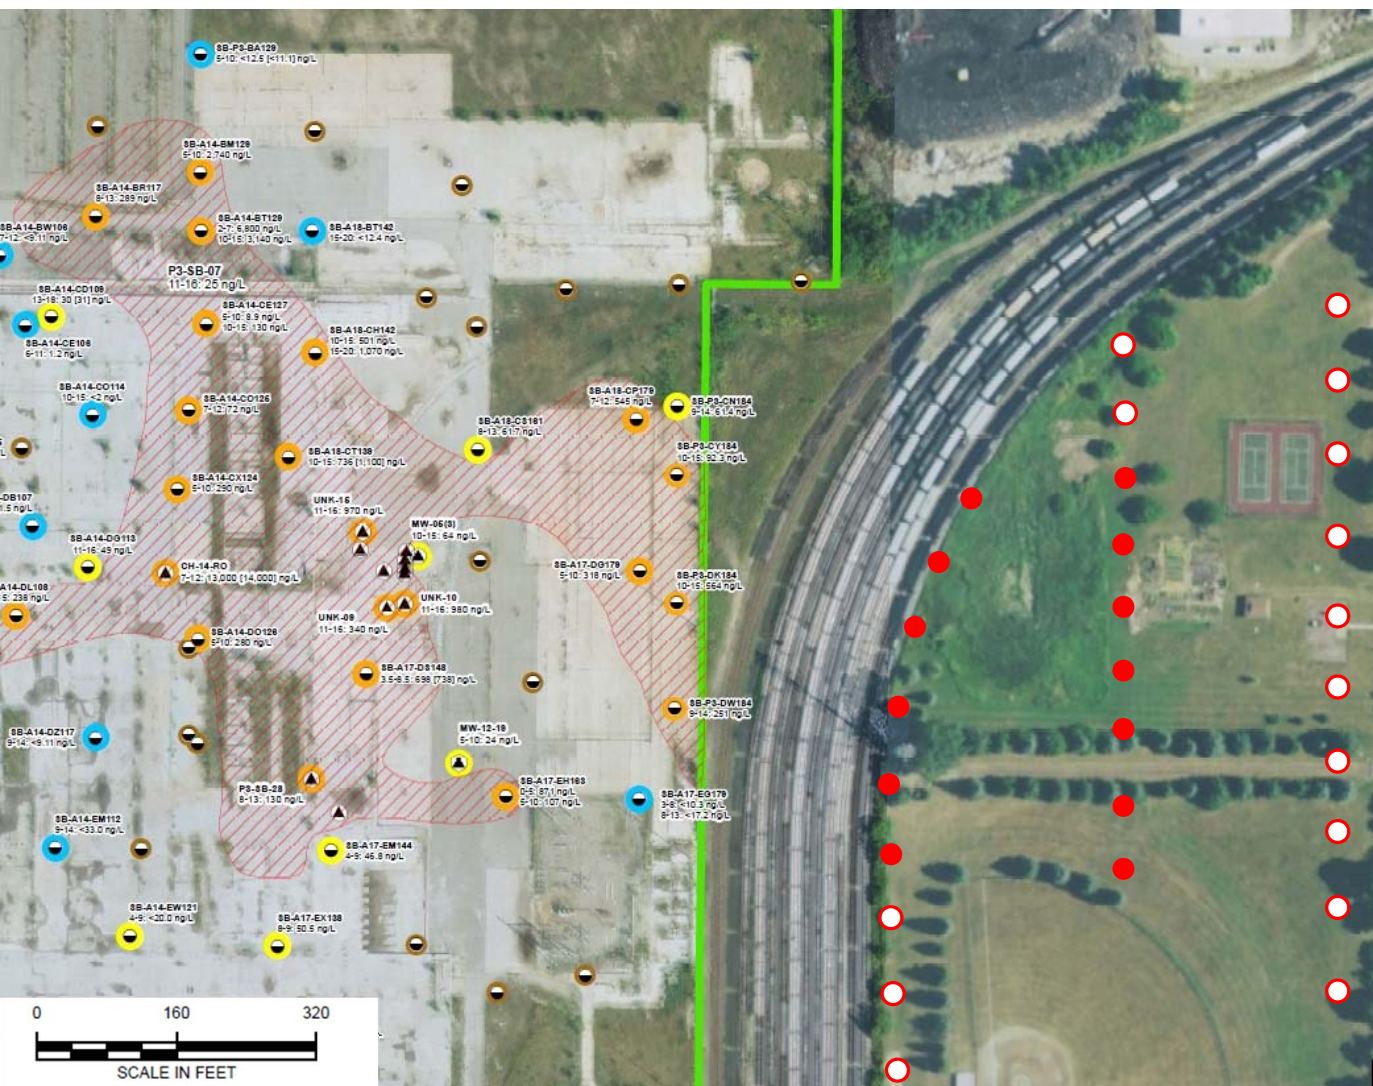 SB-P3-BA129
5-10: <12.5 [<11.1] ng/L
SB-A14-BM129
5-10: 2,740 ng/L
SB-A14-BR117
8-13: 289 ng/L
SB-A14-BT129
2-7: 6,800 ng/L
10-15: 3,140 ng/L
SB-A18-BT142
15-20: <12.4 ng/L
SB-A14-BW106
7-12: <9.11 ng/L
P3-SB-07
11-16: 25 ng/L
SB-A14-CD109
13-18: 30 [31] ng/L
SB-A14-CE127
5-10: 8.9 ng/L
10-15: 130 ng/L
SB-A14-CE106
6-11: 1.2 ng/L
SB-A18-CH142
10-15: 501 ng/L
15-20: 1,070 ng/L
SB-A14-CO114
10-15: <2 ng/L
SB-A14-CO125
7-12: 72 ng/L
SB-A18-CP179
7-12: 545 ng/L
SB-P3-CN184
9-14: 61.4 ng/L
SB-A18-CS161
8-13: 61.7 ng/L
SB-A18-CT139
10-15: 736 [1,100] ng/L
SB-P3-CY184
10-15: 92.3 ng/L
SB-A14-CX124
5-10: 290 ng/L
-DB107
1.5 ng/L
UNK-15
11-16: 970 ng/L
MW-05(3)
10-15: 64 ng/L
SB-A14-DG113
11-16: 49 ng/L
CH-14-RO
7-12: 13,000 [14,000] ng/L
SB-A17-DG179
5-10: 318 ng/L
SB-P3-DK184
10-15: 564 ng/L
A14-DL108
5: 238 ng/L
UNK-10
11-16: 980 ng/L
UNK-09
11-16: 340 ng/L
SB-A14-DO126
5-10: 280 ng/L
SB-A17-DS148
3.5-8.5: 698 [738] ng/L
SB-P3-DW184
9-14: 251 ng/L
SB-A14-DZ117
9-14: <9.11 ng/L
MW-12-19
5-10: 24 ng/L
P3-SB-28
8-13: 130 ng/L
SB-A17-EH163
0-5: 871 ng/L
5-10: 107 ng/L
SB-A17-EG179
3-8: <10.3 ng/L
8-13: <17.2 ng/L
SB-A14-EM112
9-14: <33.0 ng/L
SB-A17-EM144
4-9: 46.8 ng/L
SB-A14-EW121
4-9: <20.0 ng/L
SB-A17-EX138
8-9: 50.5 ng/L
0 160 320
SCALE IN FEET